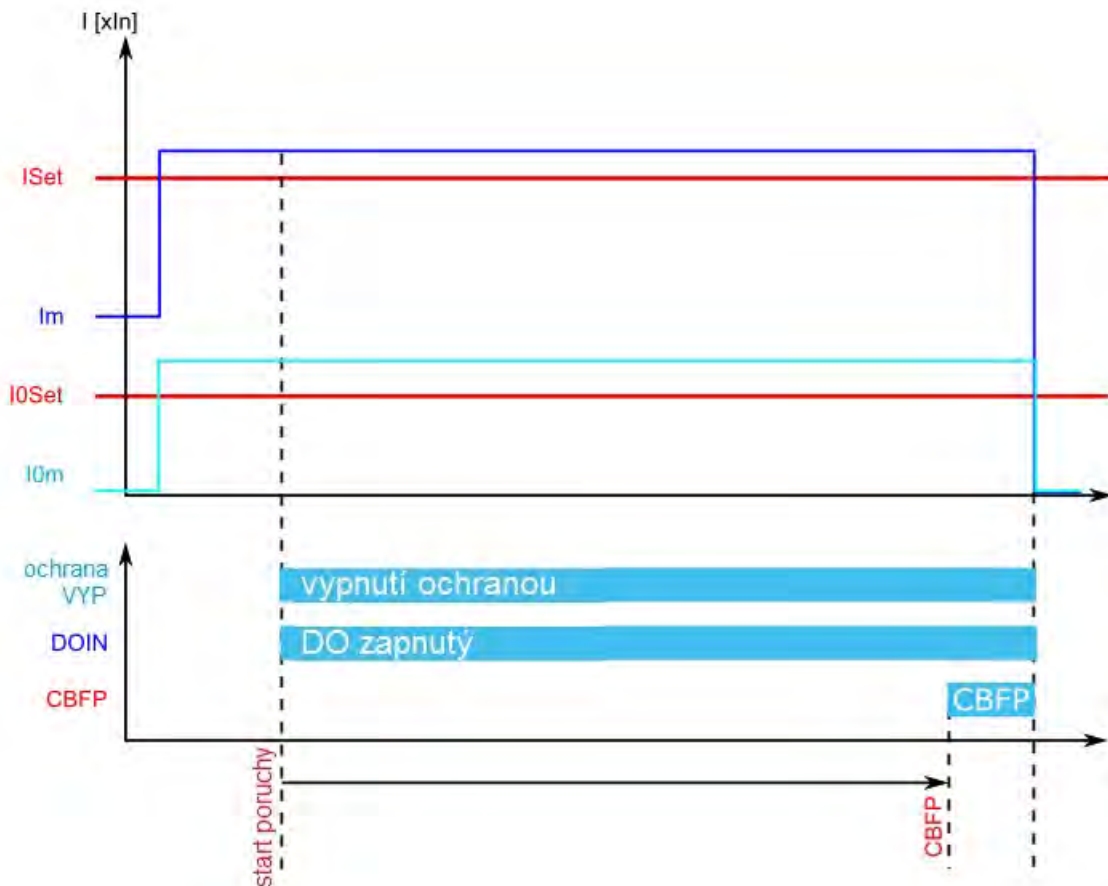 I [xIn]
ISet
Im
I0Set
I0m
ochrana
VYP
vypnutí ochranou
DOIN
DO zapnutý
CBFP
CBFP
start poruchy
CBFP